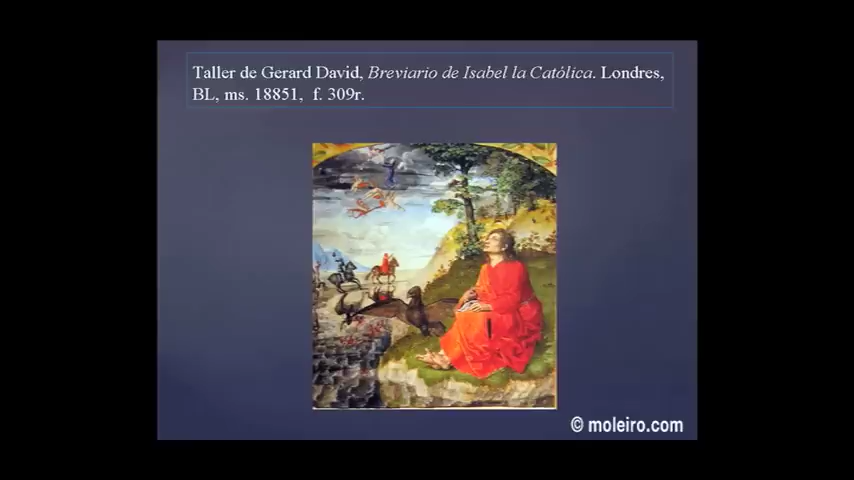 Taller de Gerard David, Breviario de Isabel la Católica. Londres,
BL, ms. 18851,  f. 309r.
© moleiro.com